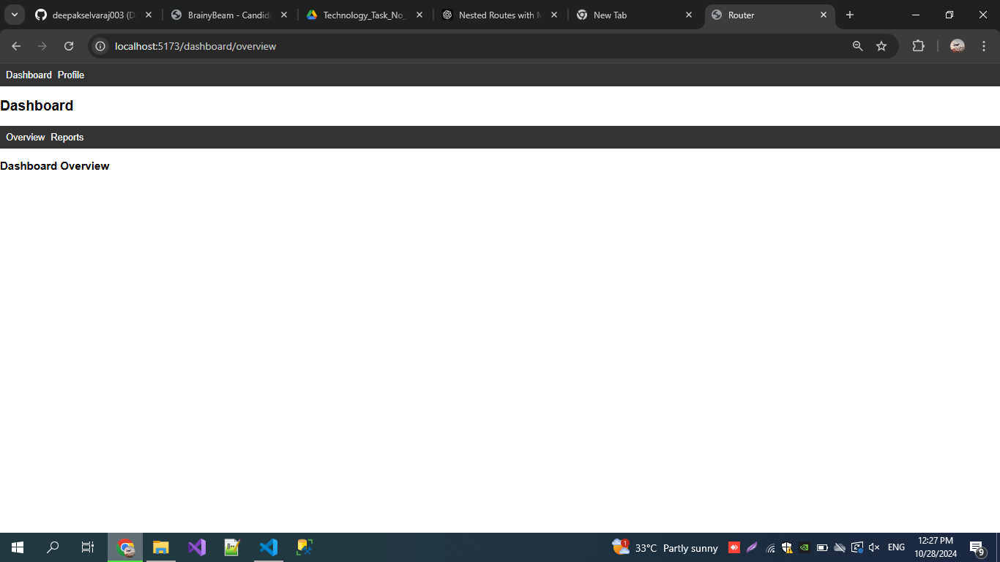 deepakselvaraj003 (D
BrainyBeam - Candida
Technology_Task_No_
Nested Routes with
New Tab
Router
localhost:5173/dashboard/overview
Dashboard Profile
Dashboard
Overview Reports
Dashboard Overview
1
33°C Partly sunny
ENG
12:27 PM
10/28/2024
9